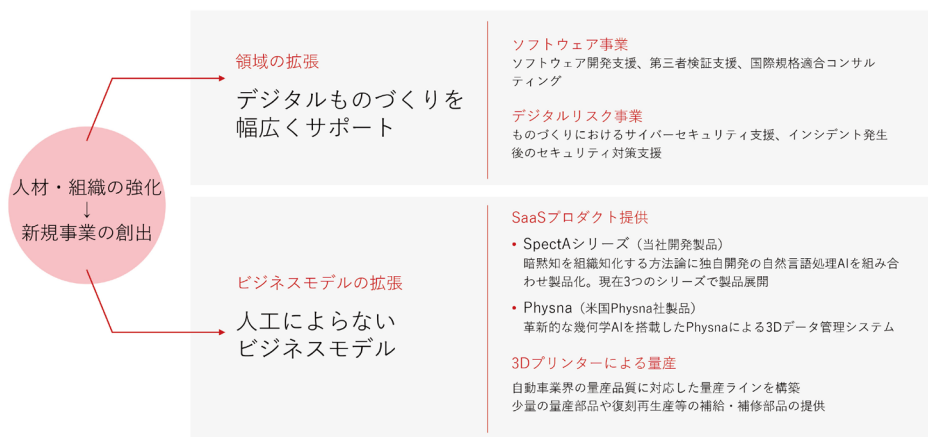 人材・組織の強化
↓
新規事業の創出
領域の拡張
デジタルものづくりを
幅広くサポート
ソフトウェア事業
ソフトウェア開発支援、第三者検証支援、国際規格適合コンサル
ティング
デジタルリスク事業
ものづくりにおけるサイバーセキュリティ支援、インシデント発生
後のセキュリティ対策支援
ビジネスモデルの拡張
人工によらない
ビジネスモデル
SaaSプロダクト提供
• SpectAシリーズ（当社開発製品）
暗黙知を組織知化する方法論に独自開発の自然言語処理AIを組み合
わせ製品化。現在3つのシリーズで製品展開
• Physna（米国Physna社製品）
革新的な幾何学AIを搭載したPhysnaによる3Dデータ管理システム
3Dプリンターによる量産
自動車業界の量産品質に対応した量産ラインを構築
少量の量産部品や復刻再生産等の補給・補修部品の提供